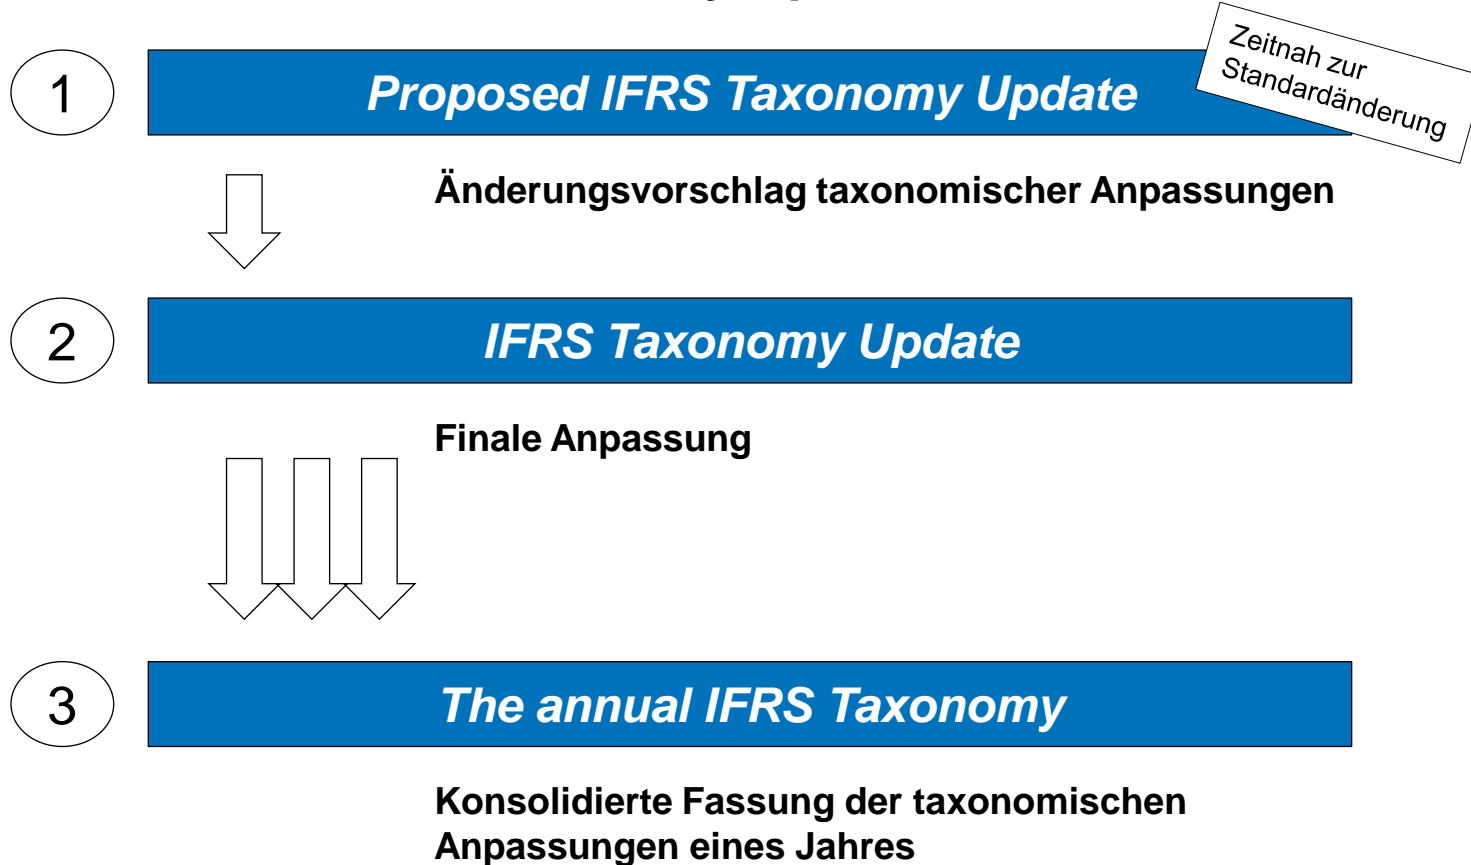 1
Proposed IFRS Taxonomy Update
Zeitnah zur
Standardänderung
Änderungsvorschlag taxonomischer Anpassungen
2
IFRS Taxonomy Update
Finale Anpassung
3
The annual IFRS Taxonomy
Konsolidierte Fassung der taxonomischen
Anpassungen eines Jahres